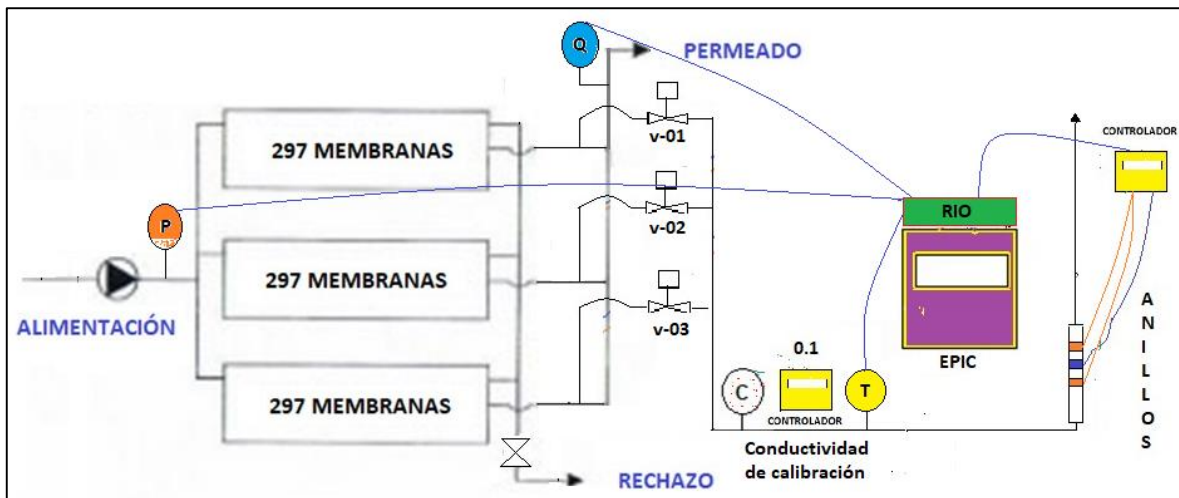 Q
PERMEADO
v-01
297 MEMBRANAS
CONTROLADOR
v-02
RIO
P
297 MEMBRANAS
v-03
ALIMENTACIÓN
0.1
EPIC
ANILLOS
297 MEMBRANAS
C
T
CONTROLADOR
Conductividad
de calibración
RECHAZO